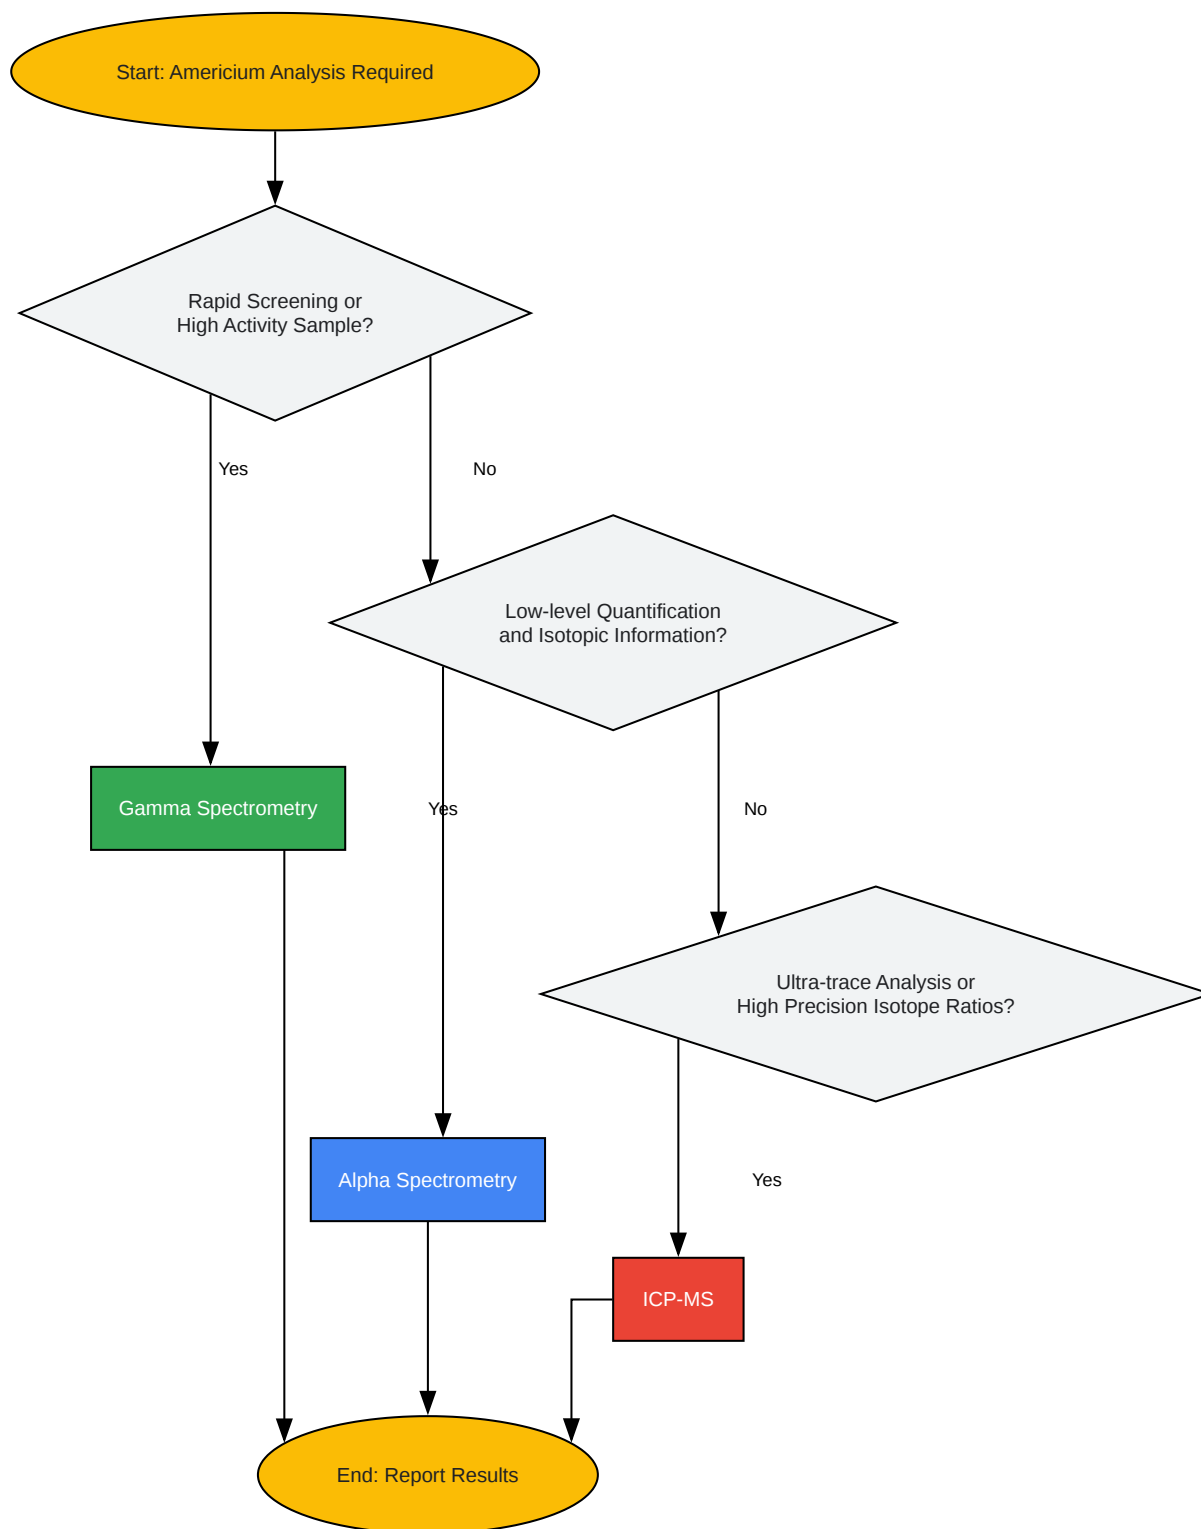 Start: Americium Analysis Required
Rapid Screening or
High Activity Sample?
Yes
No
Low-level Quantification
and Isotopic Information?
Gamma Spectrometry
Yes
No
Ultra-trace Analysis or
High Precision Isotope Ratios?
Alpha Spectrometry
Yes
ICP-MS
End: Report Results